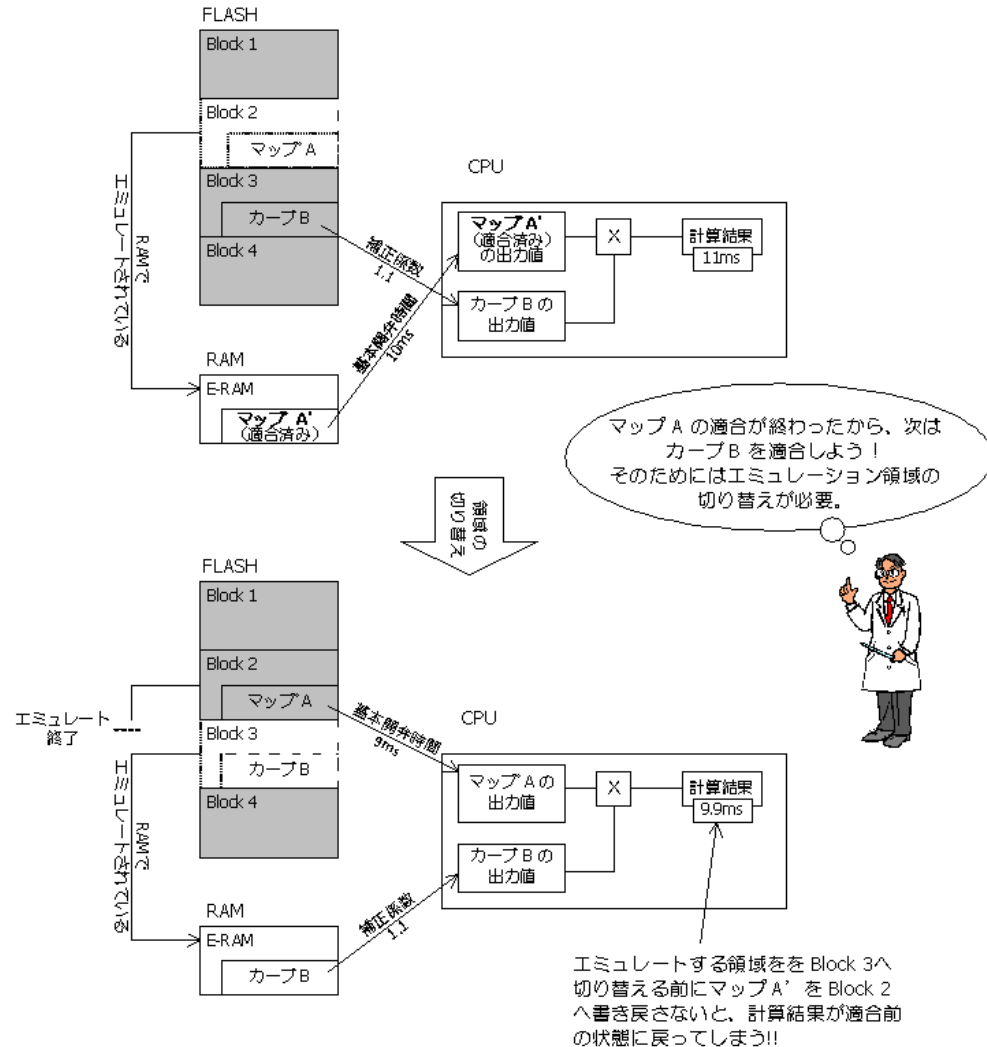 FLASH
Block 1
Block 2
マップ A
Block 3
カーブ B
Block 4
RAMで
エミュレートされている
RAM
E-RAM
マップ A'
(適合済み)
補正係数
1.1
基本開弁時間
10ms
CPU
マップ A'
(適合済み)
の出力値
X
計算結果
11ms
カーブ B の
出力値
マップ A の適合が終わったから、次は
カーブ B を適合しよう！
そのためにはエミュレーション領域の
切り替えが必要。
領域の
切り替え
FLASH
Block 1
Block 2
マップ A
Block 3
カーブ B
Block 4
エミュレート
終了
RAMで
エミュレートされている
RAM
E-RAM
カーブ B
基本開弁時間
9ms
補正係数
1.1
CPU
マップ A の
出力値
X
計算結果
9.9ms
カーブ B の
出力値
エミュレートする領域をを Block 3へ
切り替える前にマップ A’ を Block 2
へ書き戻さないと、計算結果が適合前
の状態に戻ってしまう!!